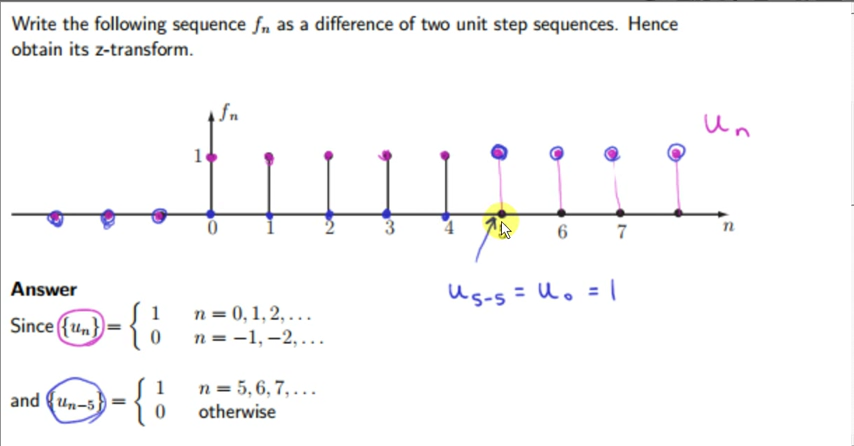 Write the following sequence fₙ as a difference of two unit step sequences. Hence
obtain its z-transform.
fₙ
uₙ
1
0 1 2 3 4 6 7 n
u₅₋₅ = u₀ = 1
Answer
Since {uₙ} = { 1 n = 0, 1, 2, . . .
0 n = −1, −2, . . .
and {uₙ₋₅} = { 1 n = 5, 6, 7, . . .
0 otherwise